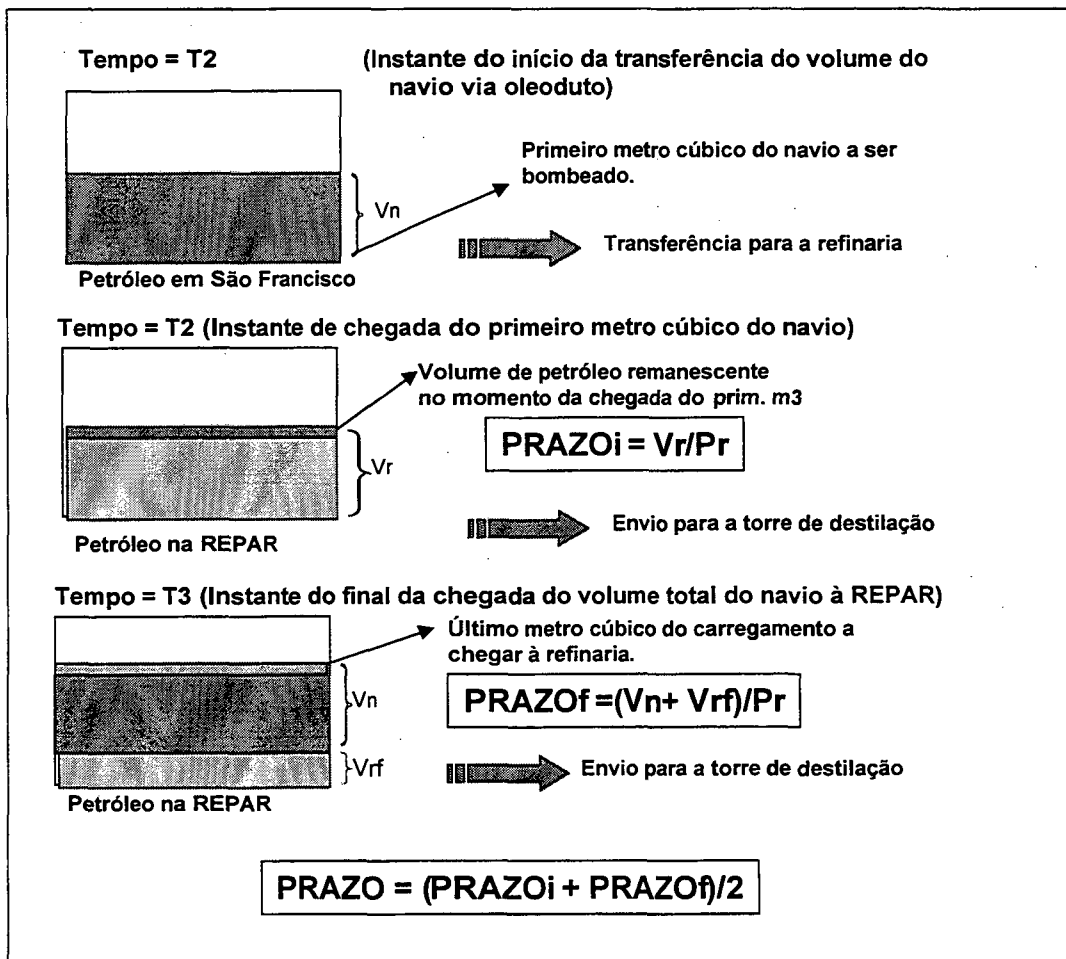 Tempo = T2 (Instante do início da transferência do volume do
navio via oleoduto)
Primeiro metro cúbico do navio a ser
bombeado.
Vn
Transferência para a refinaria
Petróleo em São Francisco
Tempo = T2 (Instante de chegada do primeiro metro cúbico do navio)
Volume de petróleo remanescente
no momento da chegada do prim. m3
PRAZOi = Vr/Pr
Vr
Envio para a torre de destilação
Petróleo na REPAR
Tempo = T3 (Instante do final da chegada do volume total do navio à REPAR)
Último metro cúbico do carregamento a
chegar à refinaria.
Vn
PRAZOf =(Vn+ Vrf)/Pr
Vrf
Envio para a torre de destilação
Petróleo na REPAR
PRAZO = (PRAZOi + PRAZOf)/2